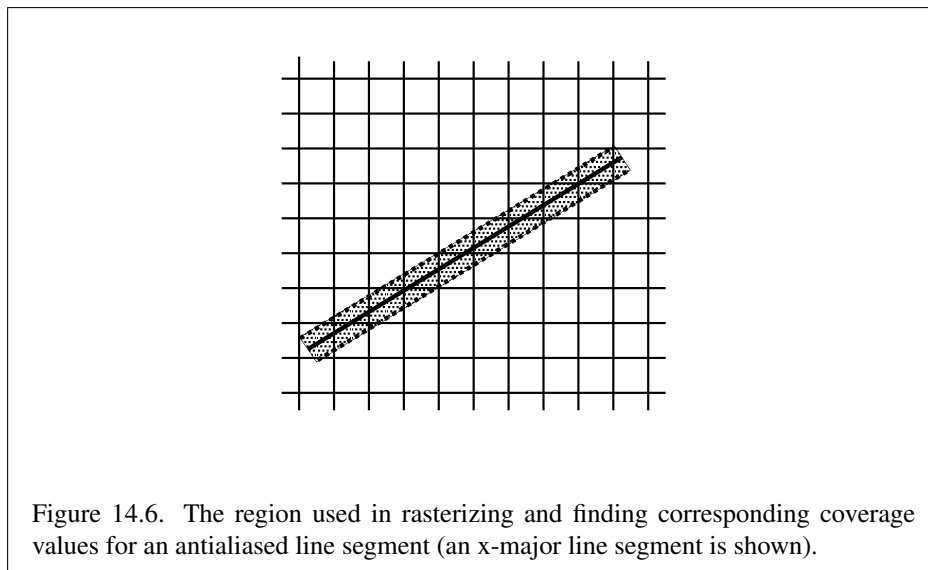 Figure 14.6. The region used in rasterizing and finding corresponding coverage
values for an antialiased line segment (an x-major line segment is shown).